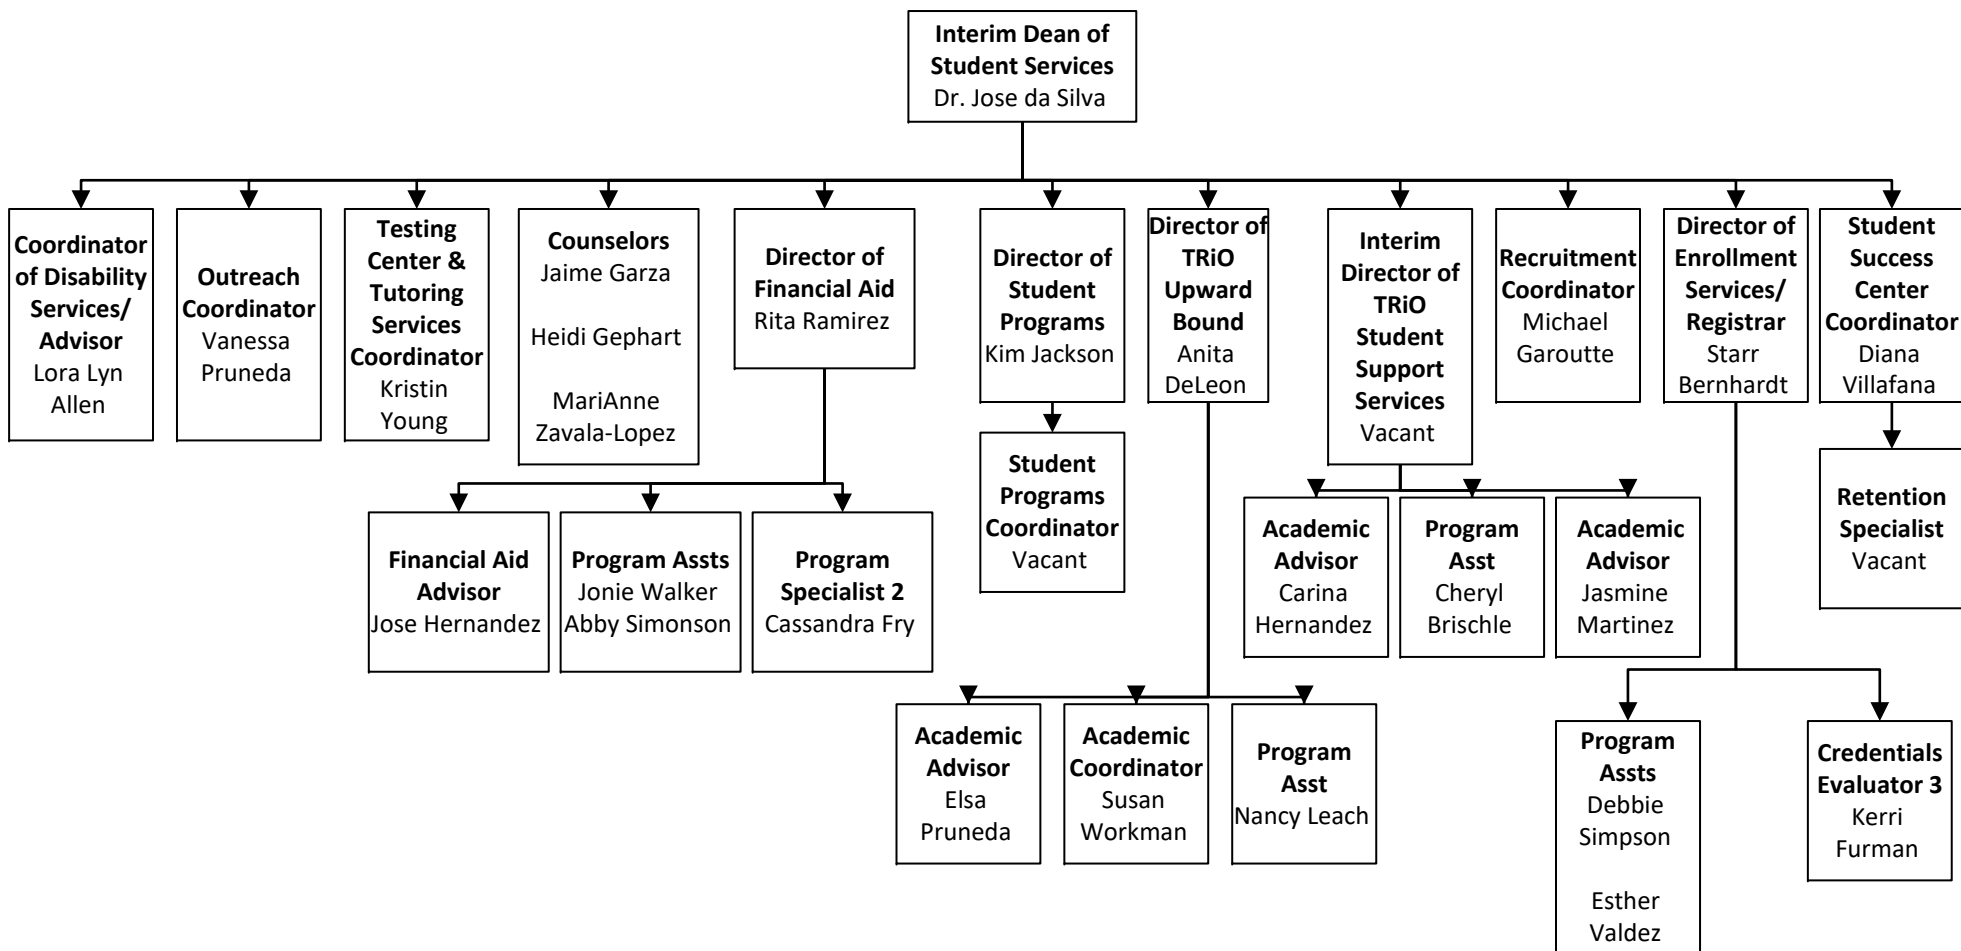 Interim Dean of
Student Services
Dr. Jose da Silva
Coordinator
of Disability
Services/
Advisor
Lora Lyn
Allen
Outreach
Coordinator
Vanessa
Pruneda
Testing
Center &
Tutoring
Services
Coordinator
Kristin
Young
Counselors
Jaime Garza
Heidi Gephart
MariAnne
Zavala-Lopez
Director of
Financial Aid
Rita Ramirez
Director of
Student
Programs
Kim Jackson
Director of
TRiO
Upward
Bound
Anita
DeLeon
Interim
Director of
TRiO
Student
Support
Services
Vacant
Recruitment
Coordinator
Michael
Garoutte
Director of
Enrollment
Services/
Registrar
Starr
Bernhardt
Student
Success
Center
Coordinator
Diana
Villafana
Financial Aid
Advisor
Jose Hernandez
Program Assts
Jonie Walker
Abby Simonson
Program
Specialist 2
Cassandra Fry
Student
Programs
Coordinator
Vacant
Academic
Advisor
Carina
Hernandez
Program
Asst
Cheryl
Brischle
Academic
Advisor
Jasmine
Martinez
Retention
Specialist
Vacant
Academic
Advisor
Elsa
Pruneda
Academic
Coordinator
Susan
Workman
Program
Asst
Nancy Leach
Program
Assts
Debbie
Simpson
Esther
Valdez
Credentials
Evaluator 3
Kerri
Furman